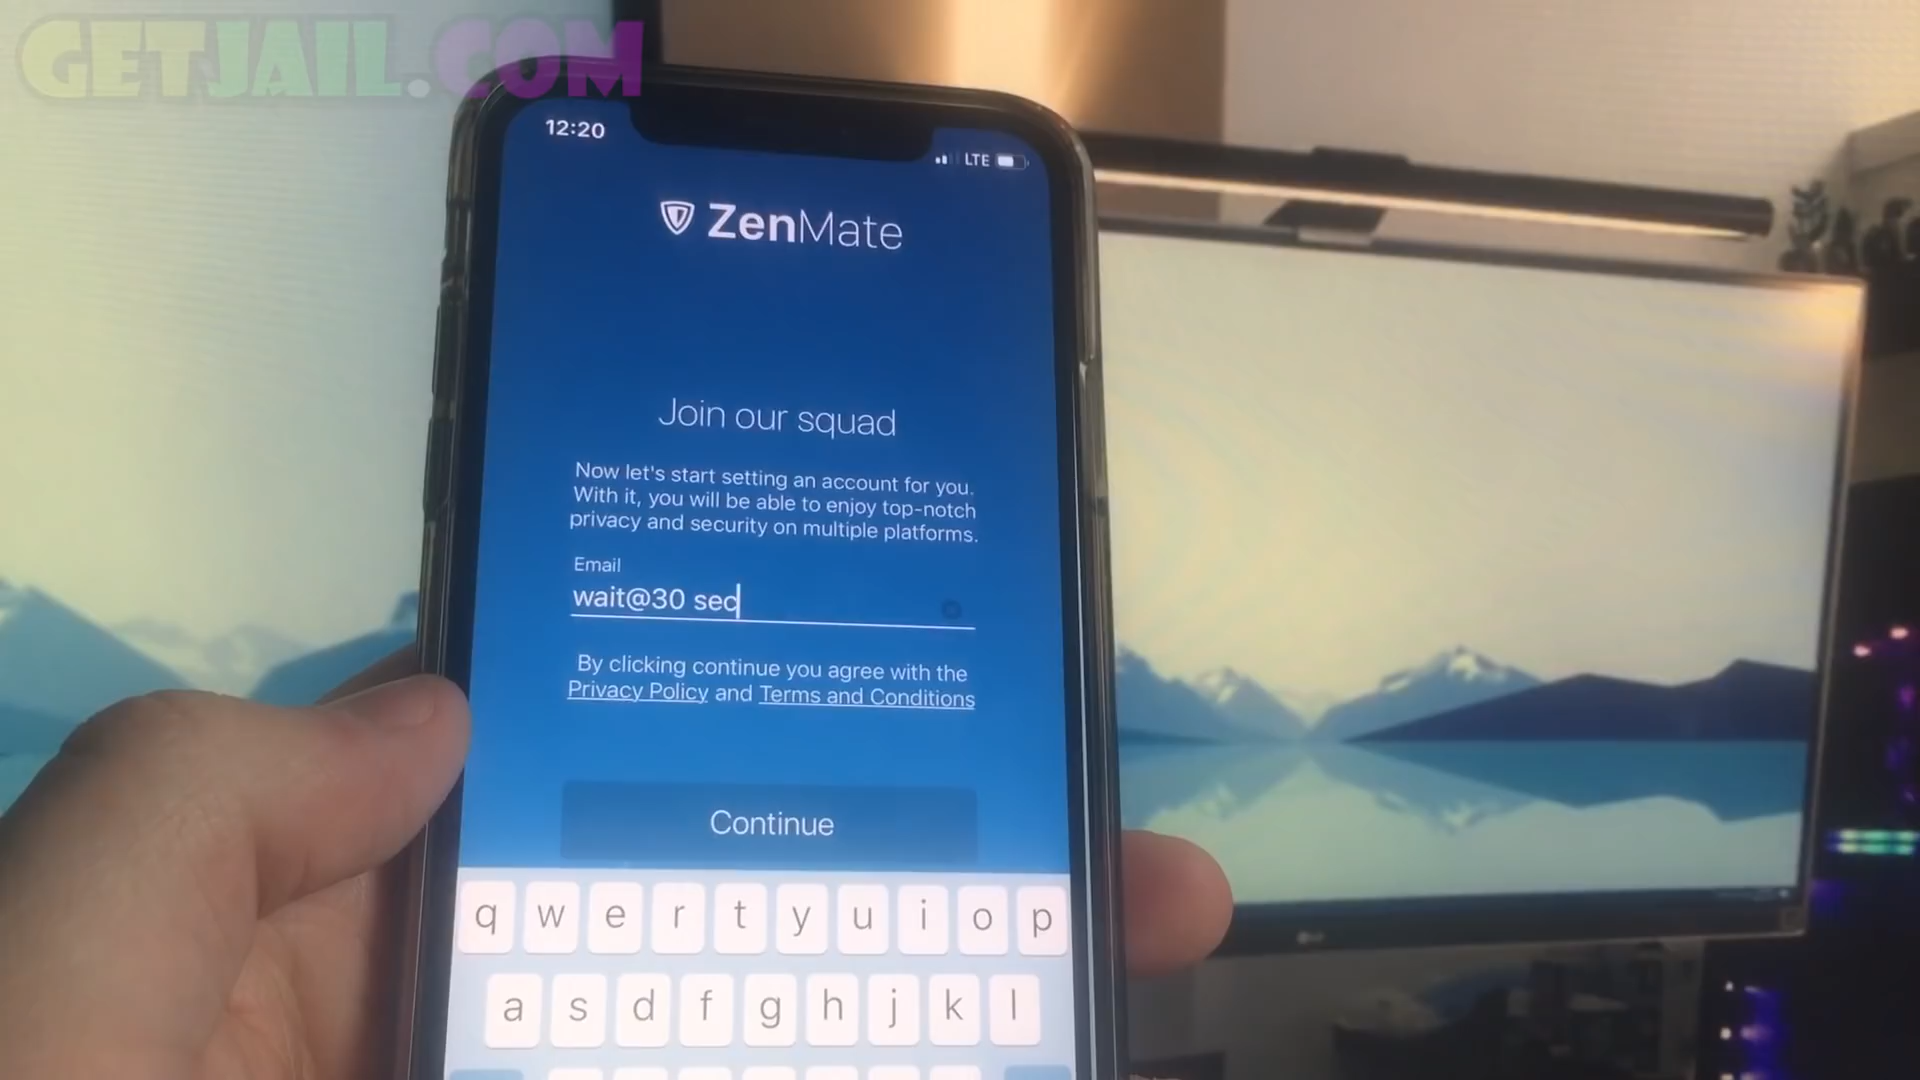 GETJAIL.COM
12:20
LTE
ZenMate
Join our squad
Now let's start setting an account for you.
With it, you will be able to enjoy top-notch
privacy and security on multiple platforms.
Email
wait@30 sec
By clicking continue you agree with the
Privacy Policy and Terms and Conditions
Continue
q w e r t y u i o p
a s d f g h j k l